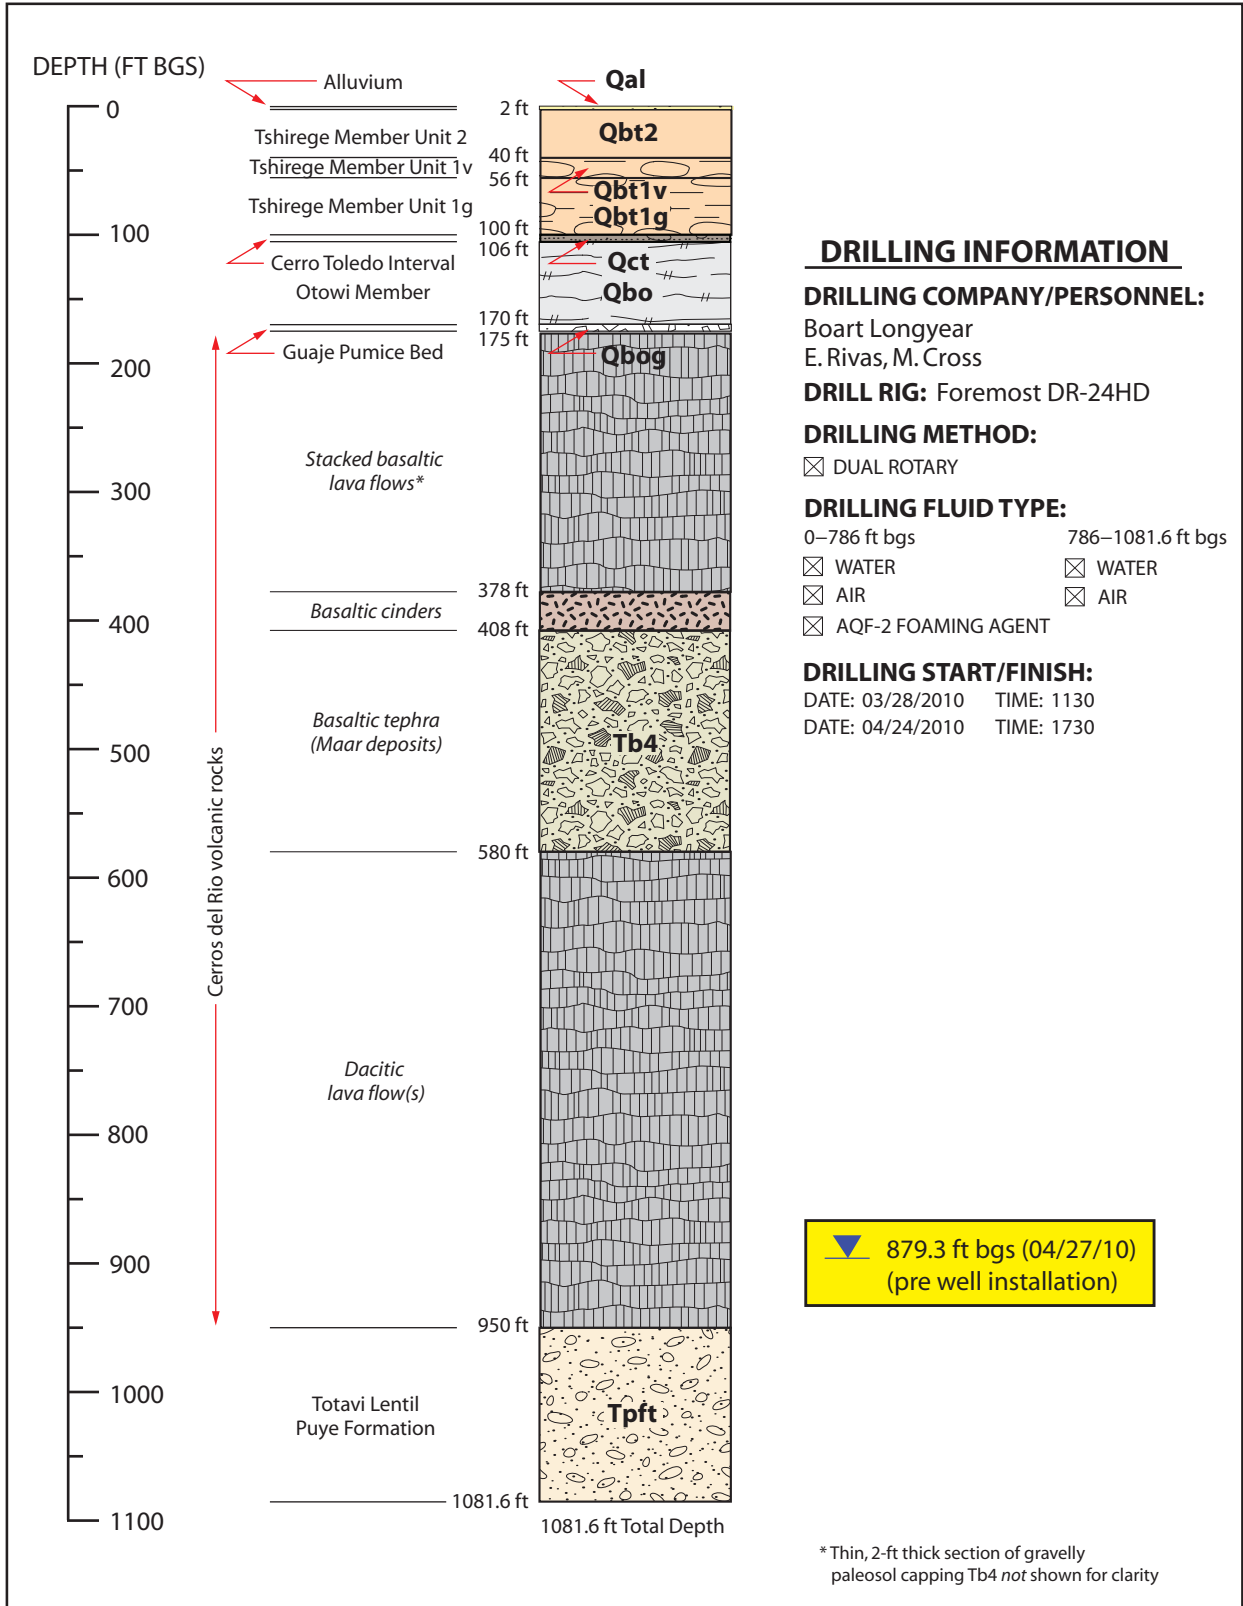 DEPTH (FT BGS)
0
100
200
300
400
500
600
700
800
900
1000
1100
Cerros del Rio volcanic rocks
Alluvium
Tshirege Member Unit 2
Tshirege Member Unit 1v
Tshirege Member Unit 1g
Cerro Toledo Interval
Otowi Member
Guaje Pumice Bed
Stacked basaltic
lava flows*
Basaltic cinders
Basaltic tephra
(Maar deposits)
Dacitic
lava flow(s)
Totavi Lentil
Puye Formation
2 ft
40 ft
56 ft
100 ft
106 ft
170 ft
175 ft
378 ft
408 ft
580 ft
950 ft
1081.6 ft
Qal
Qbt2
Qbt1v
Qbt1g
Qct
Qbo
Qbog
Tb4
Tpft
1081.6 ft Total Depth
DRILLING INFORMATION
DRILLING COMPANY/PERSONNEL:
Boart Longyear
E. Rivas, M. Cross
DRILL RIG: Foremost DR-24HD
DRILLING METHOD:
DUAL ROTARY
DRILLING FLUID TYPE:
0–786 ft bgs
WATER
AIR
AQF-2 FOAMING AGENT
786–1081.6 ft bgs
WATER
AIR
DRILLING START/FINISH:
DATE: 03/28/2010 TIME: 1130
DATE: 04/24/2010 TIME: 1730
879.3 ft bgs (04/27/10)
(pre well installation)
* Thin, 2-ft thick section of gravelly
paleosol capping Tb4 not shown for clarity